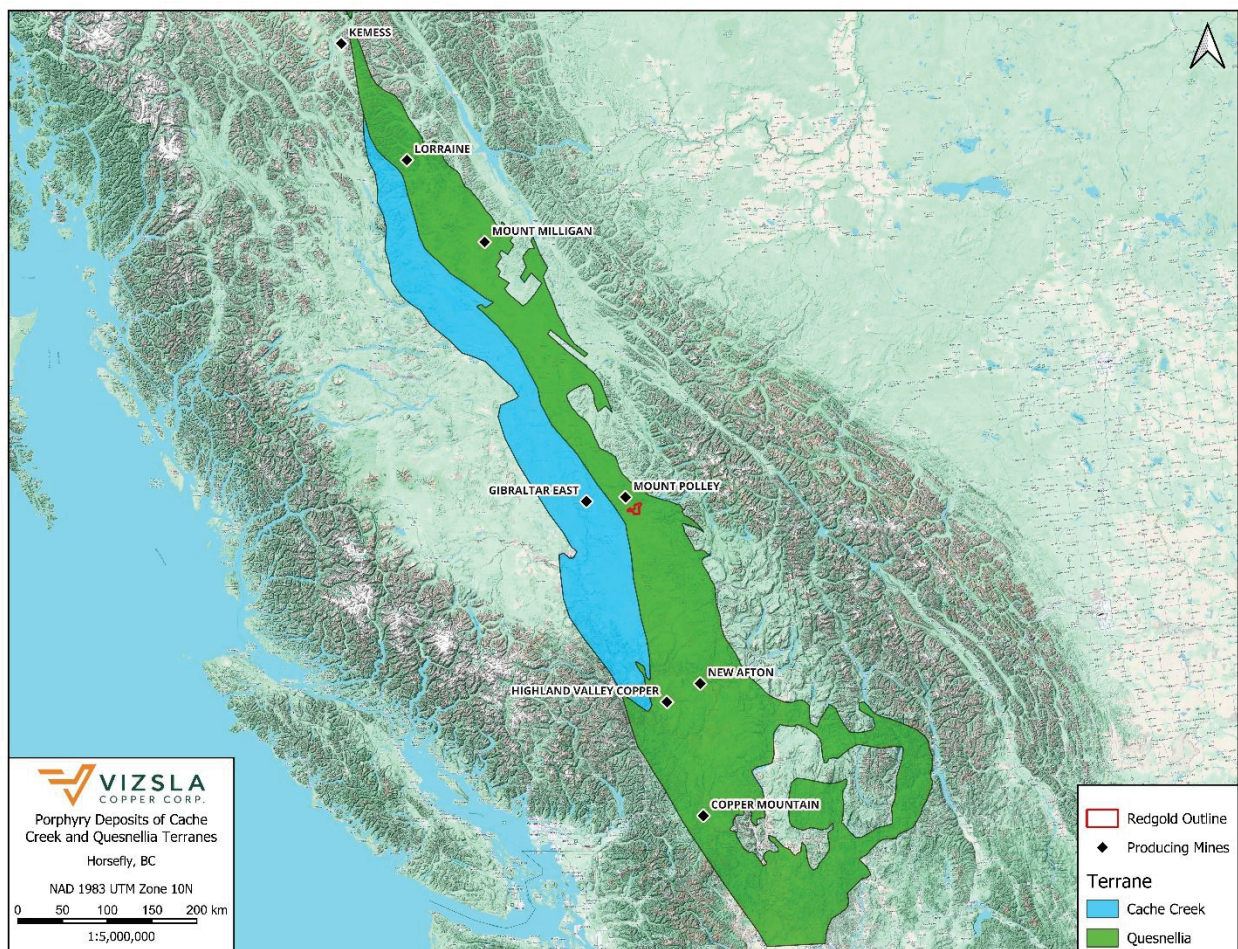 KEMESS
LORRAINE
MOUNT MILLIGAN
GIBRALTAR EAST
MOUNT POLLEY
NEW AFTON
HIGHLAND VALLEY COPPER
COPPER MOUNTAIN
VIZSLA
COPPER CORP.
Porphyry Deposits of Cache
Creek and Quesnellia Terranes
Horsefly, BC
NAD 1983 UTM Zone 10N
0 50 100 150 200 km
1:5,000,000
Redgold Outline
Producing Mines
Terrane
Cache Creek
Quesnellia